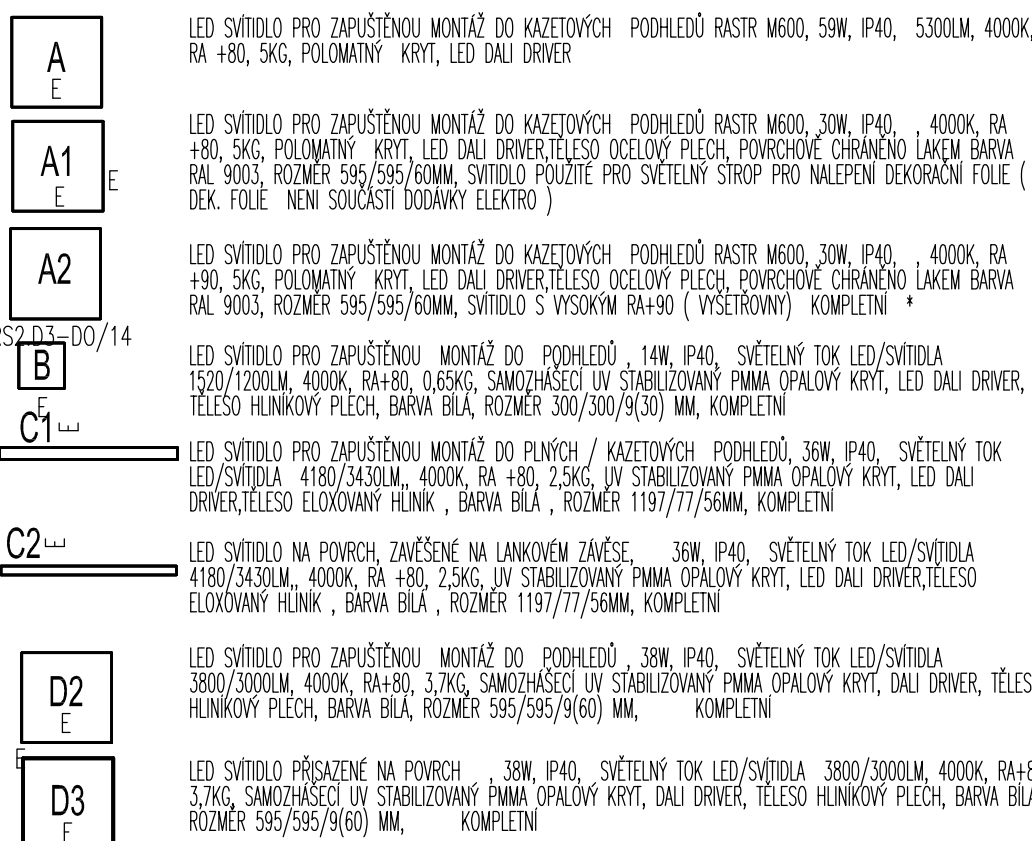 A
E
LED SVÍTIDLO PRO ZAPUŠTĚNOU MONTÁŽ DO KAZETOVÝCH PODHLEDŮ RASTR M600, 59W, IP40, 5300LM, 4000K,
RA +80, 5KG, POLOMATNÝ KRYT, LED DALI DRIVER
A1
E
E
LED SVÍTIDLO PRO ZAPUŠTĚNOU MONTÁŽ DO KAZETOVÝCH PODHLEDŮ RASTR M600, 30W, IP40, , 4000K, RA
+80, 5KG, POLOMATNÝ KRYT, LED DALI DRIVER,TĚLESO OCELOVÝ PLECH, POVRCHOVĚ CHRÁNĚNO LAKEM BARVA
RAL 9003, ROZMĚR 595/595/60MM, SVITIDLO POUŽITÉ PRO SVĚTELNÝ STROP PRO NALEPENÍ DEKORAČNÍ FOLIE (
DEK. FOLIE NENI SOUČÁSTÍ DODÁVKY ELEKTRO )
A2
LED SVÍTIDLO PRO ZAPUŠTĚNOU MONTÁŽ DO KAZETOVÝCH PODHLEDŮ RASTR M600, 30W, IP40, , 4000K, RA
+90, 5KG, POLOMATNÝ KRYT, LED DALI DRIVER,TĚLESO OCELOVÝ PLECH, POVRCHOVĚ CHRÁNĚNO LAKEM BARVA
RAL 9003, ROZMĚR 595/595/60MM, SVÍTIDLO S VYSOKÝM RA+90 ( VYŠETŘOVNY) KOMPLETNÍ *
RS2.D3-DO/14
B
E
LED SVÍTIDLO PRO ZAPUŠTĚNOU MONTÁŽ DO PODHLEDŮ , 14W, IP40, SVĚTELNÝ TOK LED/SVÍTIDLA
1520/1200LM, 4000K, RA+80, 0,65KG, SAMOZHÁŠECÍ UV STABILIZOVANÝ PMMA OPALOVÝ KRYT, LED DALI DRIVER,
TĚLESO HLINÍKOVÝ PLECH, BARVA BÍLÁ, ROZMĚR 300/300/9(30) MM, KOMPLETNÍ
C1 E
LED SVÍTIDLO PRO ZAPUŠTĚNOU MONTÁŽ DO PLNÝCH / KAZETOVÝCH PODHLEDŮ, 36W, IP40, SVĚTELNÝ TOK
LED/SVÍTIDLA 4180/3430LM,, 4000K, RA +80, 2,5KG, UV STABILIZOVANÝ PMMA OPALOVÝ KRYT, LED DALI
DRIVER,TĚLESO ELOXOVANÝ HLINÍK , BARVA BÍLÁ , ROZMĚR 1197/77/56MM, KOMPLETNÍ
C2 E
LED SVÍTIDLO NA POVRCH, ZAVĚŠENÉ NA LANKOVÉM ZÁVĚSE, 36W, IP40, SVĚTELNÝ TOK LED/SVÍTIDLA
4180/3430LM,, 4000K, RA +80, 2,5KG, UV STABILIZOVANÝ PMMA OPALOVÝ KRYT, LED DALI DRIVER,TĚLESO
ELOXOVANÝ HLINÍK , BARVA BÍLÁ , ROZMĚR 1197/77/56MM, KOMPLETNÍ
D2
E
LED SVÍTIDLO PRO ZAPUŠTĚNOU MONTÁŽ DO PODHLEDŮ , 38W, IP40, SVĚTELNÝ TOK LED/SVÍTIDLA
3800/3000LM, 4000K, RA+80, 3,7KG, SAMOZHÁŠECÍ UV STABILIZOVANÝ PMMA OPALOVÝ KRYT, DALI DRIVER, TĚLES
HLINÍKOVÝ PLECH, BARVA BÍLÁ, ROZMĚR 595/595/9(60) MM, KOMPLETNÍ
E
D3
E
LED SVÍTIDLO PŘISAZENÉ NA POVRCH , 38W, IP40, SVĚTELNÝ TOK LED/SVÍTIDLA 3800/3000LM, 4000K, RA+8
3,7KG, SAMOZHÁŠECÍ UV STABILIZOVANÝ PMMA OPALOVÝ KRYT, DALI DRIVER, TĚLESO HLINÍKOVÝ PLECH, BARVA BÍLÁ
ROZMĚR 595/595/9(60) MM, KOMPLETNÍ